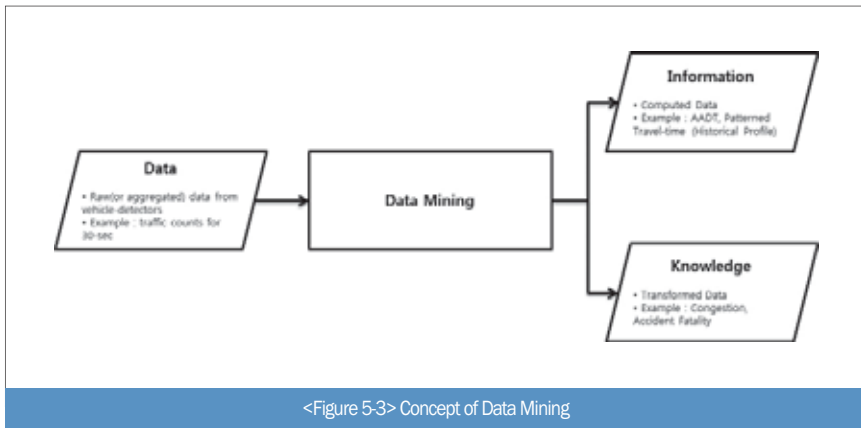 Data
• Raw(or aggregated) data from
vehicle-detectors
• Example : traffic counts for
30-sec
Data Mining
Information
• Computed Data
• Example : AADT, Patterned
Travel-time (Historical Profile)
Knowledge
• Transformed Data
• Example : Congestion,
Accident Fatality
<Figure 5-3> Concept of Data Mining